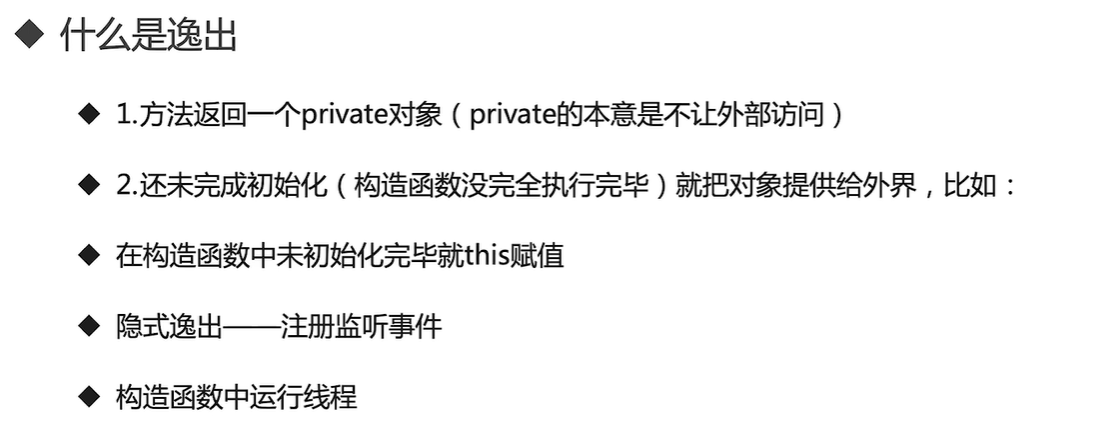 ◆ 什么是逸出
◆ 1.方法返回一个private对象（private的本意是不让外部访问）
◆ 2.还未完成初始化（构造函数没完全执行完毕）就把对象提供给外界，比如：
◆ 在构造函数中未初始化完毕就this赋值
◆ 隐式逸出——注册监听事件
◆ 构造函数中运行线程